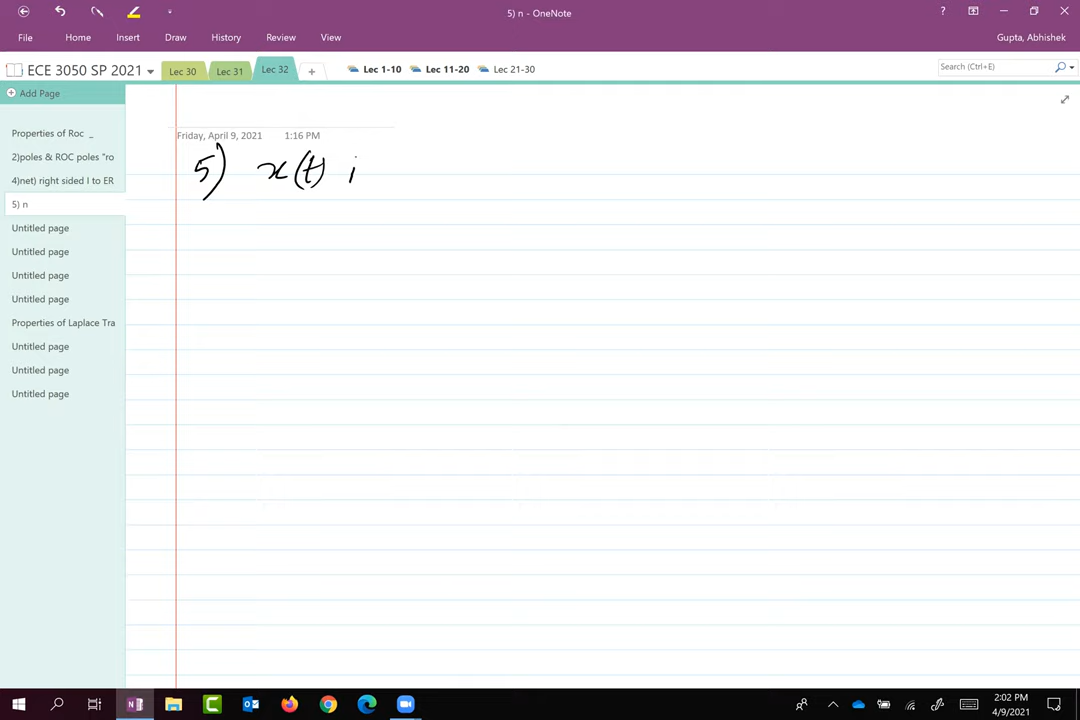 5) n - OneNote
?
File
Home
Insert
Draw
History
Review
View
Gupta, Abhishek
ECE 3050 SP 2021
Lec 30
Lec 31
Lec 32
+
Lec 1-10
Lec 11-20
Lec 21-30
Search (Ctrl+E)
Add Page
Properties of Roc _
2)poles & ROC poles "ro
4)net) right sided I to ER
5) n
Untitled page
Untitled page
Untitled page
Untitled page
Properties of Laplace Tra
Untitled page
Untitled page
Untitled page
Friday, April 9, 2021 1:16 PM
5) x(t) i
2:02 PM
4/9/2021